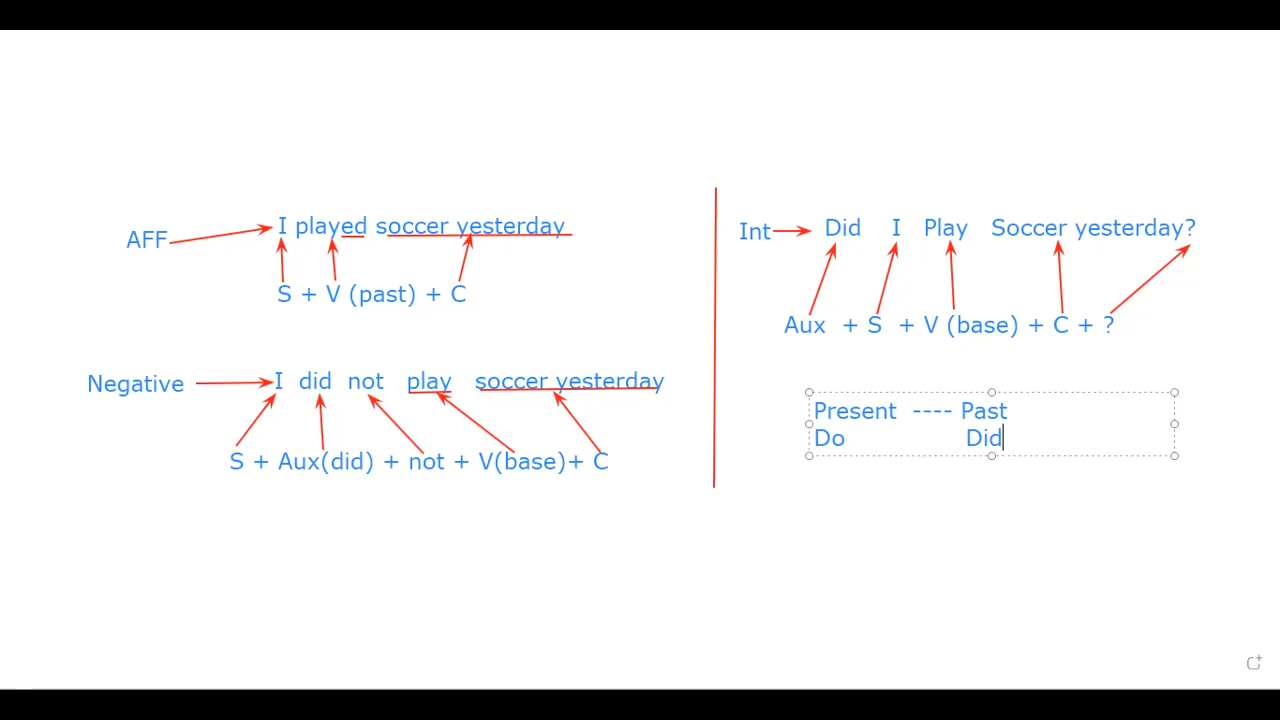 AFF
I played soccer yesterday
S + V (past) + C
Negative
I did not play soccer yesterday
S + Aux(did) + not + V(base)+ C
Int
Did I Play Soccer yesterday?
Aux + S + V (base) + C + ?
Present ---- Past
Do Did